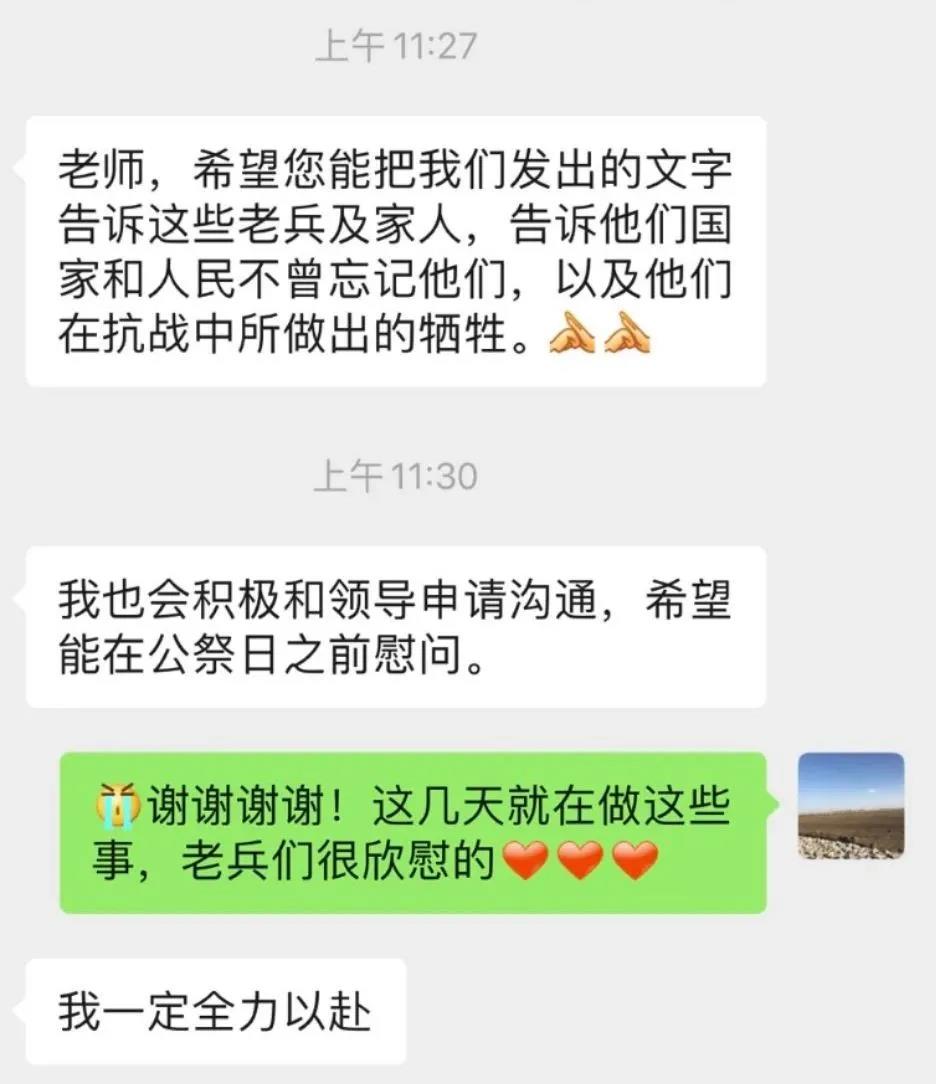 上午 11:27
老师，希望您能把我们发出的文字
告诉这些老兵及家人，告诉他们国
家和人民不曾忘记他们，以及他们
在抗战中所做出的牺牲。
上午 11:30
我也会积极和领导申请沟通，希望
能在公祭日之前慰问。
谢谢谢谢！这几天就在做这些
事，老兵们很欣慰的
我一定全力以赴